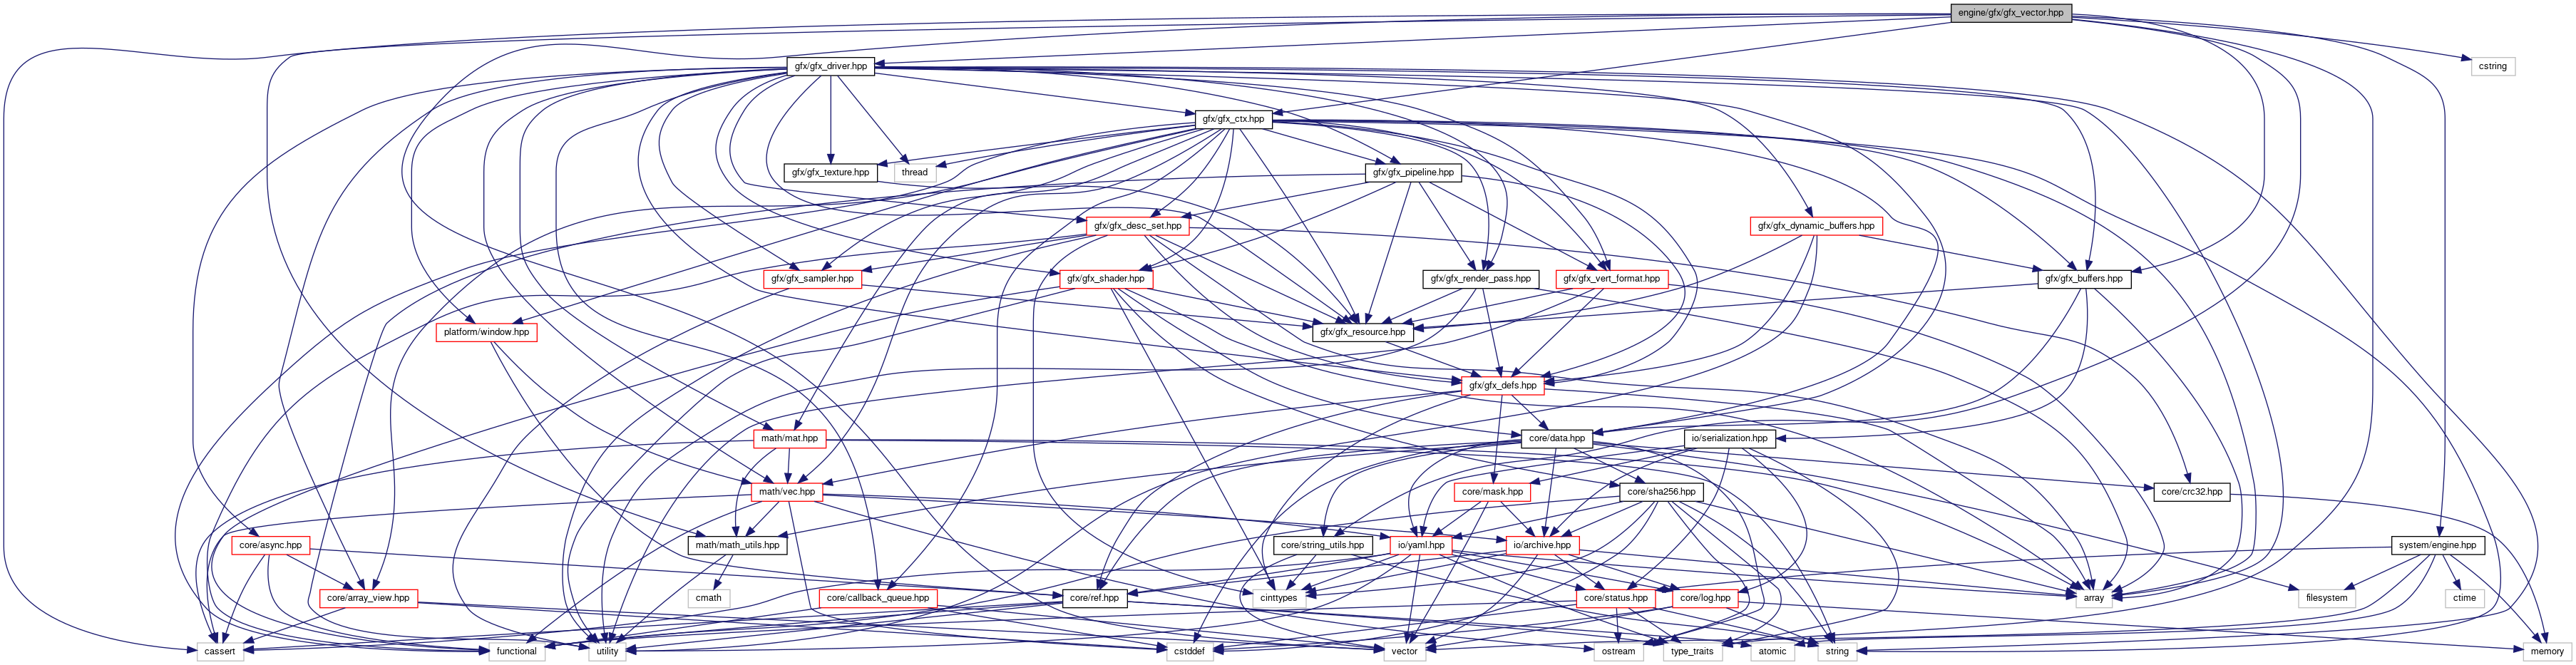 engine/gfx/gfx_vector.hpp
gfx/gfx_driver.hpp
cstring
gfx/gfx_ctx.hpp
gfx/gfx_texture.hpp
thread
gfx/gfx_pipeline.hpp
gfx/gfx_desc_set.hpp
gfx/gfx_dynamic_buffers.hpp
gfx/gfx_sampler.hpp
gfx/gfx_shader.hpp
gfx/gfx_render_pass.hpp
gfx/gfx_vert_format.hpp
gfx/gfx_buffers.hpp
platform/window.hpp
gfx/gfx_resource.hpp
gfx/gfx_defs.hpp
math/mat.hpp
core/data.hpp
io/serialization.hpp
math/vec.hpp
core/mask.hpp
core/sha256.hpp
core/crc32.hpp
core/async.hpp
math/math_utils.hpp
core/string_utils.hpp
io/yaml.hpp
io/archive.hpp
system/engine.hpp
core/array_view.hpp
cmath
core/callback_queue.hpp
core/ref.hpp
cinttypes
core/status.hpp
core/log.hpp
array
filesystem
ctime
cassert
functional
utility
cstddef
vector
ostream
type_traits
atomic
string
memory